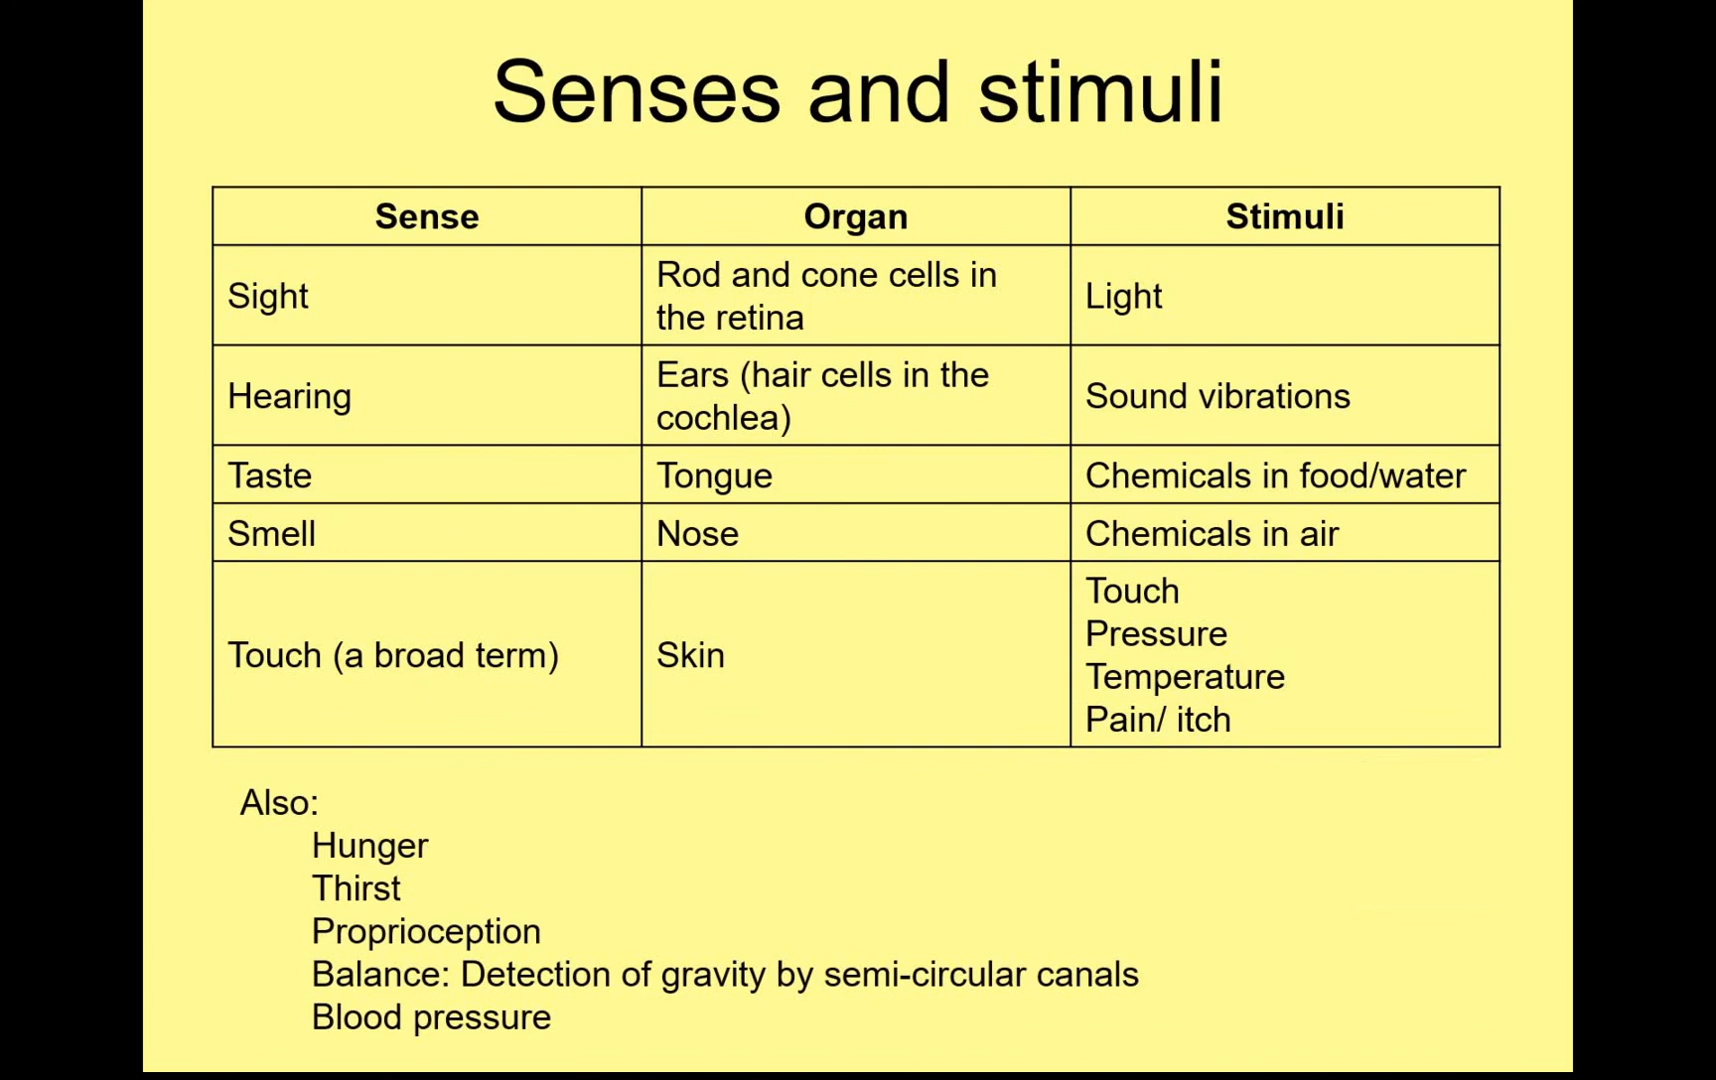 Senses and stimuli
Sense
Organ
Stimuli
Sight
Rod and cone cells in
the retina
Light
Hearing
Ears (hair cells in the
cochlea)
Sound vibrations
Taste
Tongue
Chemicals in food/water
Smell
Nose
Chemicals in air
Touch (a broad term)
Skin
Touch
Pressure
Temperature
Pain/ itch
Also:
Hunger
Thirst
Proprioception
Balance: Detection of gravity by semi-circular canals
Blood pressure